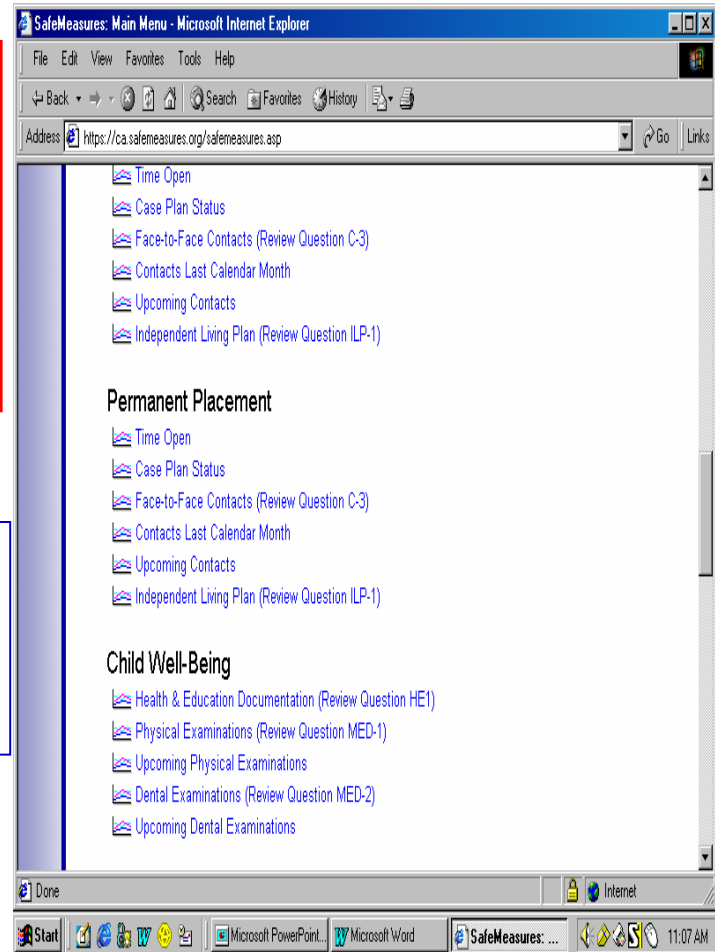 SafeMeasures: Main Menu - Microsoft Internet Explorer
File Edit View Favorites Tools Help
Back Search Favorites History
Address https://ca.safemeasures.org/safemeasures.asp Go Links
Time Open
Case Plan Status
Face-to-Face Contacts (Review Question C-3)
Contacts Last Calendar Month
Upcoming Contacts
Independent Living Plan (Review Question ILP-1)
Permanent Placement
Time Open
Case Plan Status
Face-to-Face Contacts (Review Question C-3)
Contacts Last Calendar Month
Upcoming Contacts
Independent Living Plan (Review Question ILP-1)
Child Well-Being
Health & Education Documentation (Review Question HE1)
Physical Examinations (Review Question MED-1)
Upcoming Physical Examinations
Dental Examinations (Review Question MED-2)
Upcoming Dental Examinations
Done Internet
Start Microsoft PowerPoint... Microsoft Word SafeMeasures: ... 11:07 AM